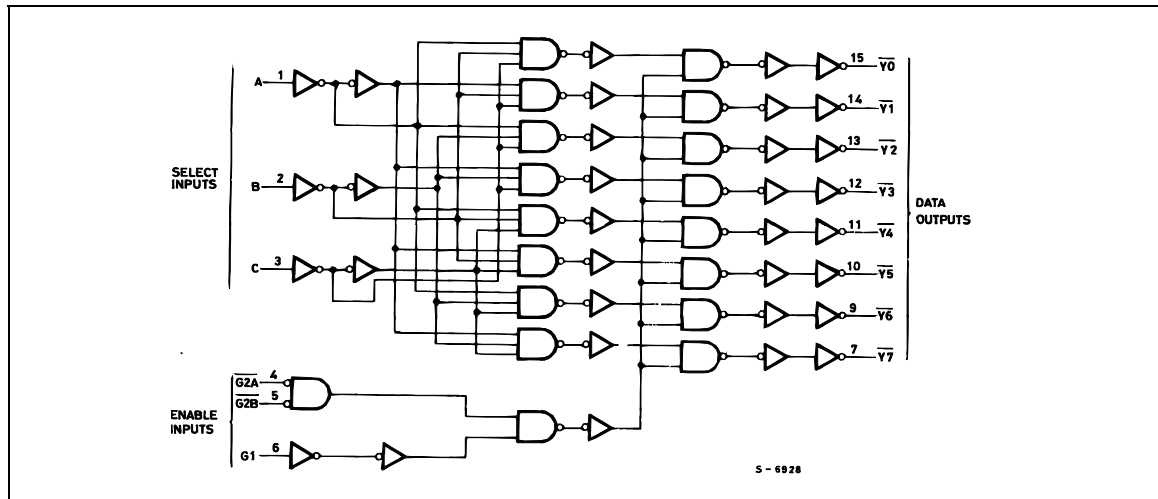 A 1
SELECT
INPUTS
B 2
C 3
15 Y0
14 Y1
13 Y2
12 Y3
11 Y4
10 Y5
9 Y6
7 Y7
DATA
OUTPUTS
G2A 4
G2B 5
ENABLE
INPUTS
G1 6
S-6928